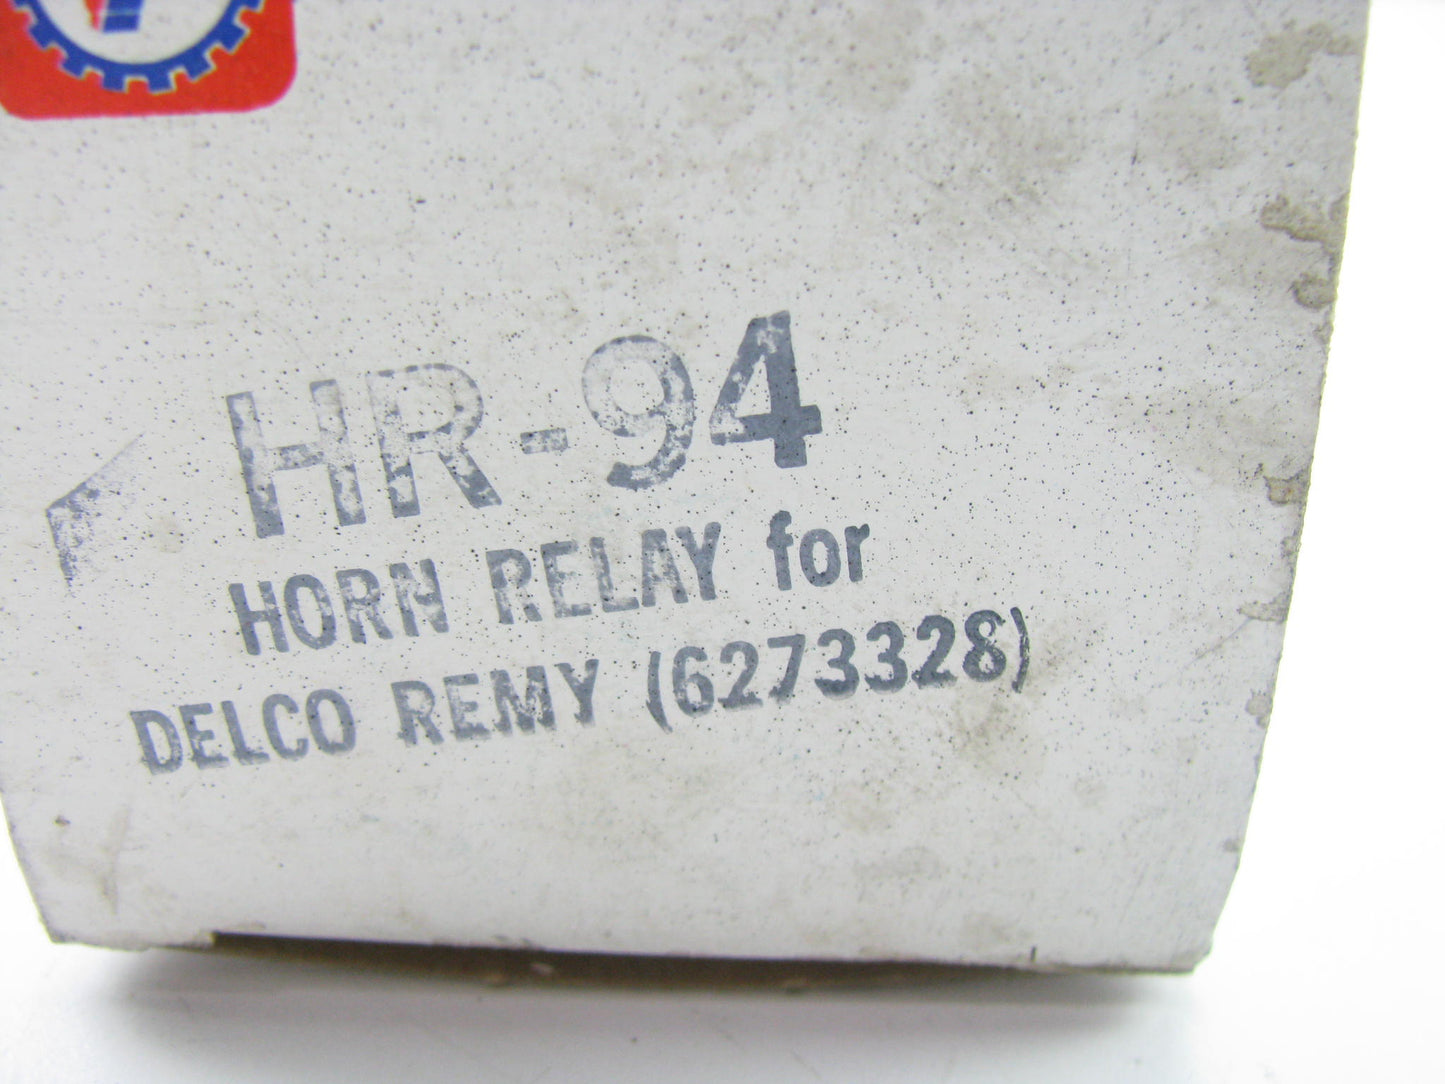 HR-94
HORN RELAY for
DELCO REMY (6273328)